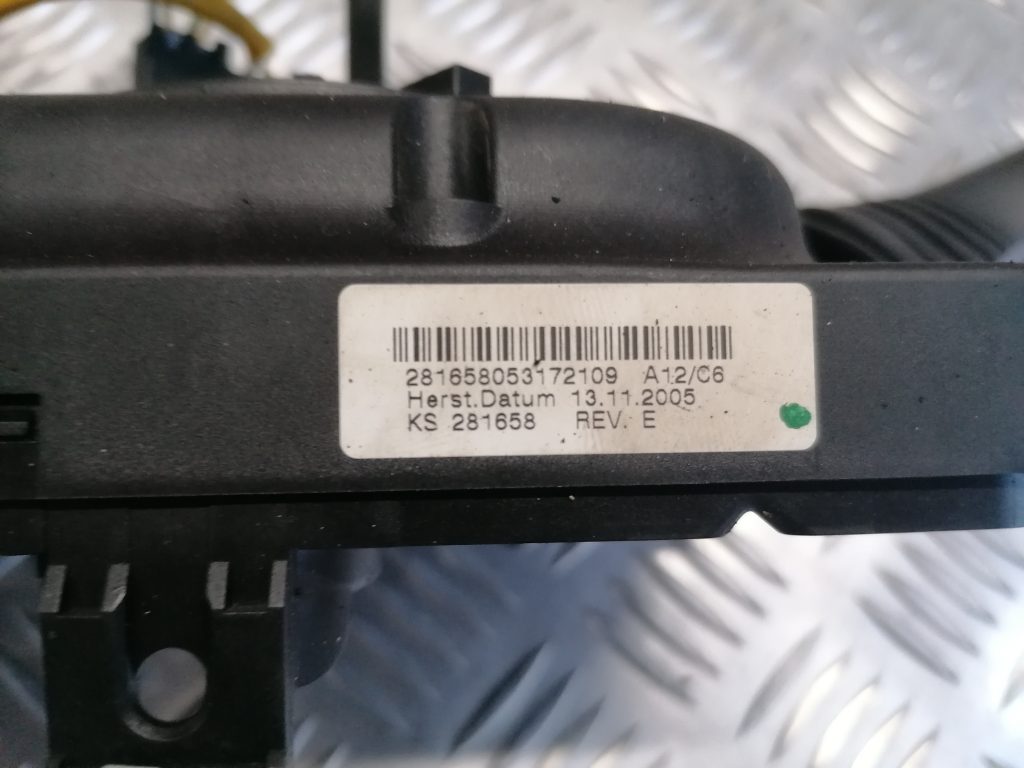 281658053172109 A12/C6
Herst.Datum 13.11.2005
KS 281658 REV. E